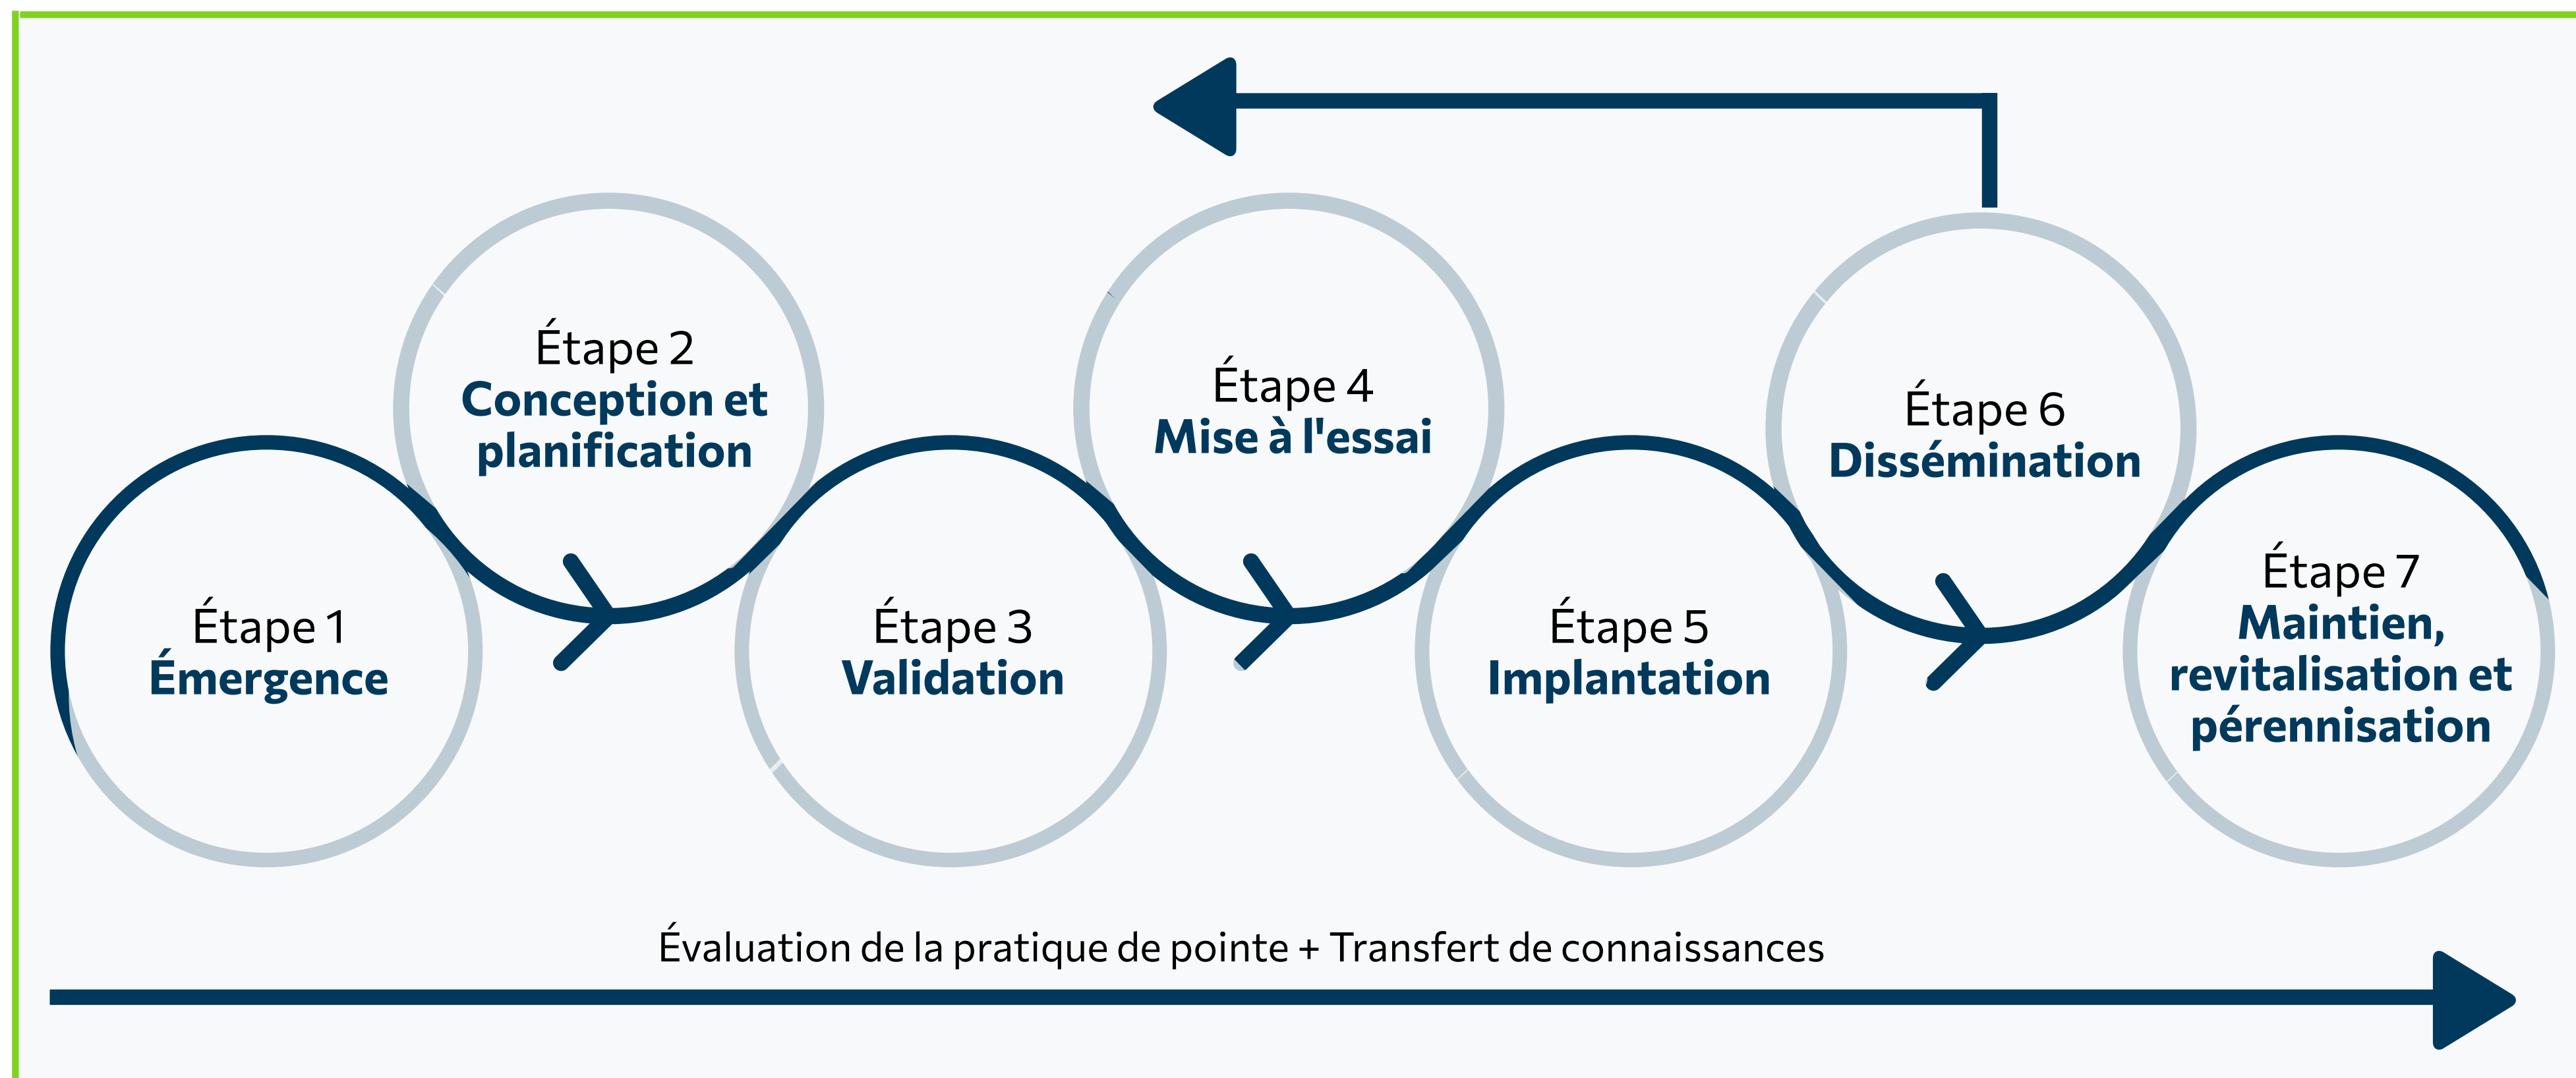 Étape 1
Émergence
Étape 2
Conception et
planification
Étape 3
Validation
Étape 4
Mise à l'essai
Étape 5
Implantation
Étape 6
Dissémination
Étape 7
Maintien,
revitalisation et
pérennisation
Évaluation de la pratique de pointe + Transfert de connaissances